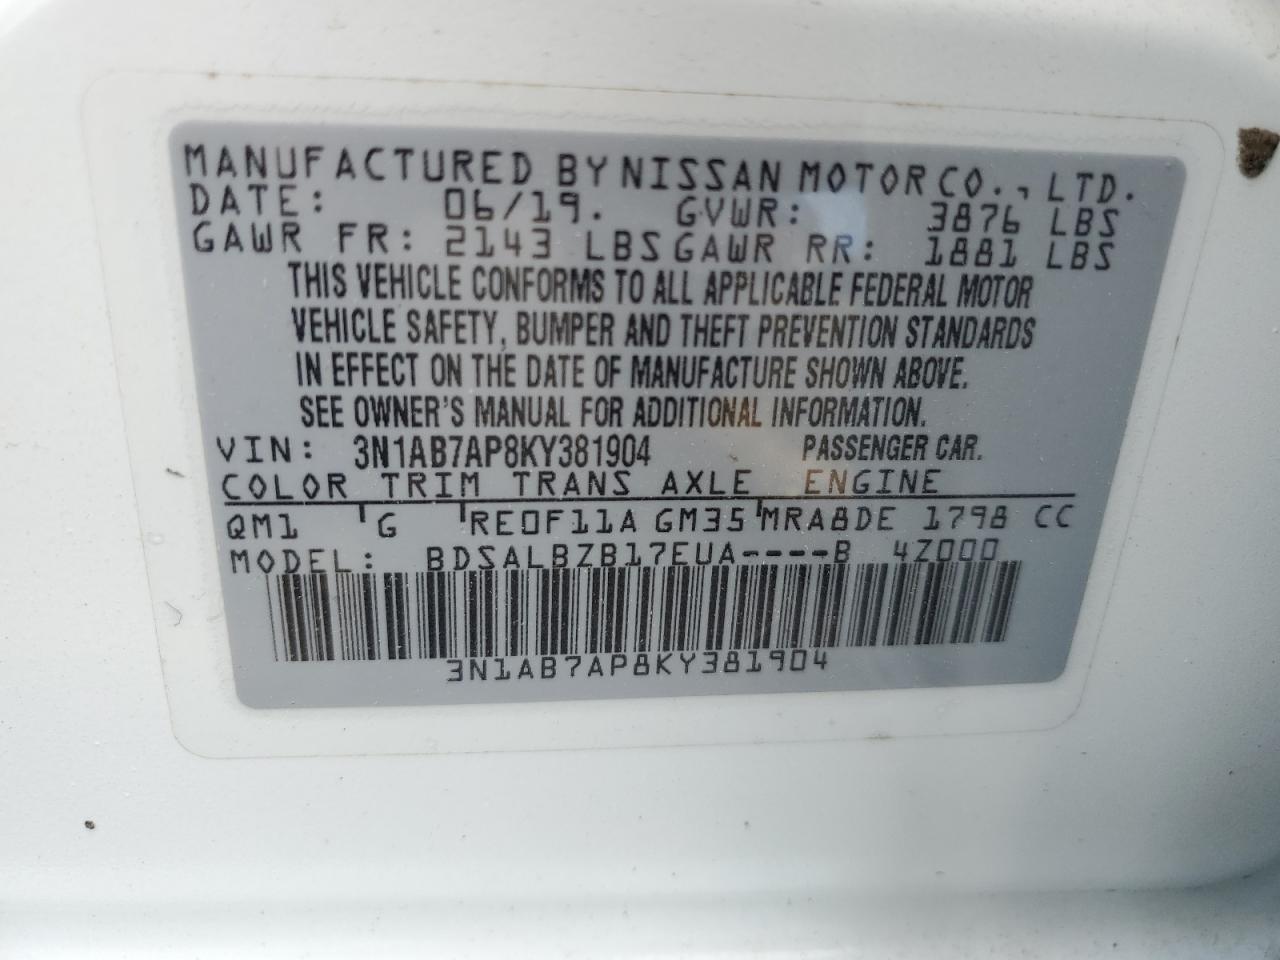 MANUFACTURED BY NISSAN MOTOR CO., LTD.
DATE: 06/19. GVWR: 3876 LBS
GAWR FR: 2143 LBS GAWR RR: 1881 LBS
THIS VEHICLE CONFORMS TO ALL APPLICABLE FEDERAL MOTOR
VEHICLE SAFETY, BUMPER AND THEFT PREVENTION STANDARDS
IN EFFECT ON THE DATE OF MANUFACTURE SHOWN ABOVE.
SEE OWNER'S MANUAL FOR ADDITIONAL INFORMATION.
VIN: 3N1AB7AP8KY381904 PASSENGER CAR.
COLOR TRIM TRANS AXLE ENGINE
QM1 G RE0F11A GM35 MRA8DE 1798 CC
MODEL: BDSALBZB17EUA----B 4Z000
3N1AB7AP8KY381904